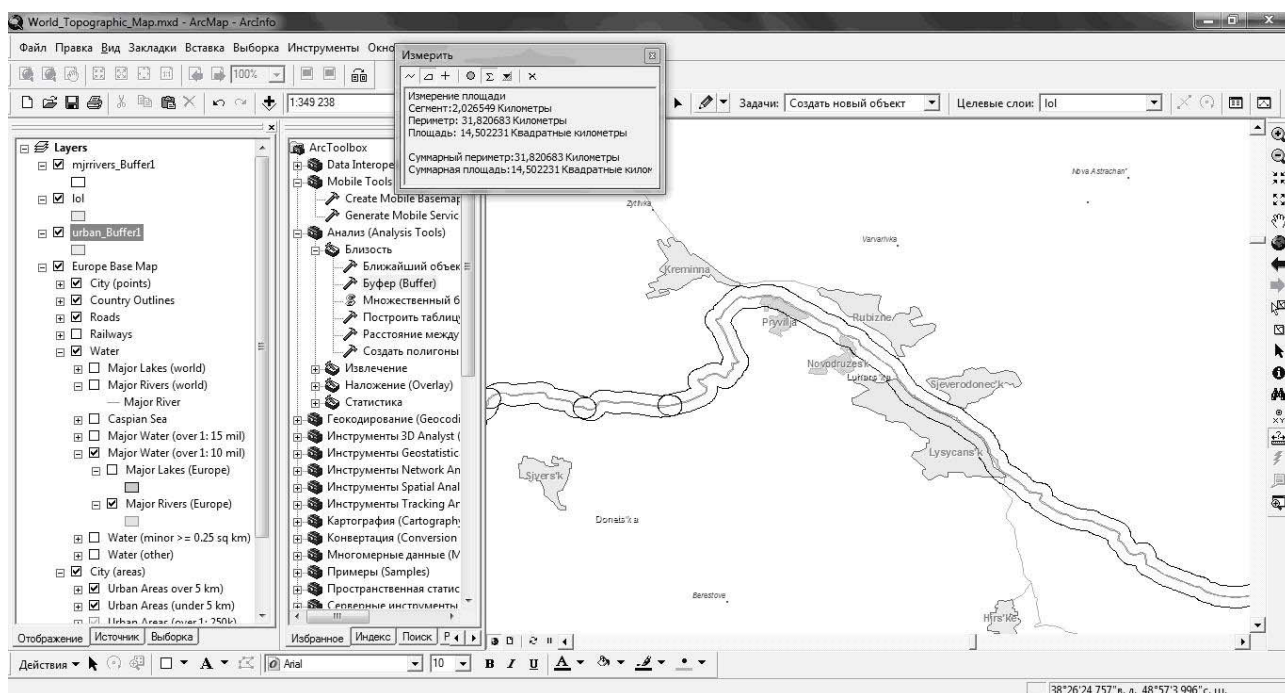 World_Topographic_Map.mxd - ArcMap - ArcInfo
Файл Правка Вид Закладки Вставка Выборка Инструменты Окно
100%
1:349 238
Задачи: Создать новый объект
Целевые слои: lol
Измерить
Измерение площади
Сегмент:2,026549 Километры
Периметр: 31,820683 Километры
Площадь: 14,502231 Квадратные километры
Суммарный периметр:31,820683 Километры
Суммарная площадь:14,502231 Квадратные килом
Layers
mjrrivers_Buffer1
lol
urban_Buffer1
Europe Base Map
City (points)
Country Outlines
Roads
Railways
Water
Major Lakes (world)
Major Rivers (world)
Major River
Caspian Sea
Major Water (over 1: 15 mil)
Major Water (over 1: 10 mil)
Major Lakes (Europe)
Major Rivers (Europe)
Water (minor >= 0.25 sq km)
Water (other)
City (areas)
Urban Areas over 5 km)
Urban Areas (under 5 km)
Urban Areas (over 1: 250k)
Отображение Источник Выборка
ArcToolbox
Data Interope
Mobile Tools
Create Mobile Basemap
Generate Mobile Servic
Анализ (Analysis Tools)
Близость
Ближайший объек
Буфер (Buffer)
Множественный б
Построить таблицу
Расстояние между
Создать полигоны
Извлечение
Наложение (Overlay)
Статистика
Геокодирование (Geocodi
Инструменты 3D Analyst (
Инструменты Geostatistic
Инструменты Network An
Инструменты Spatial Anal
Инструменты Tracking Ar
Картография (Cartography
Конвертация (Conversion
Многомерные данные (M
Примеры (Samples)
Пространственная статис
Серверные инструменты
Избранное Индекс Поиск Р
Nova Astrachan"
Zytlivka
Varvarivka
Kreminna
Rubizne
Pryvilja
Novodruzes'k
Sjeverodonec'k
Lysycans'k
Sivers'k
Donets'ka
Berestove
Hirs'ke
Действия
Arial
10
B I U A
38°26'24,757"в. д. 48°57'3,996"с. ш.